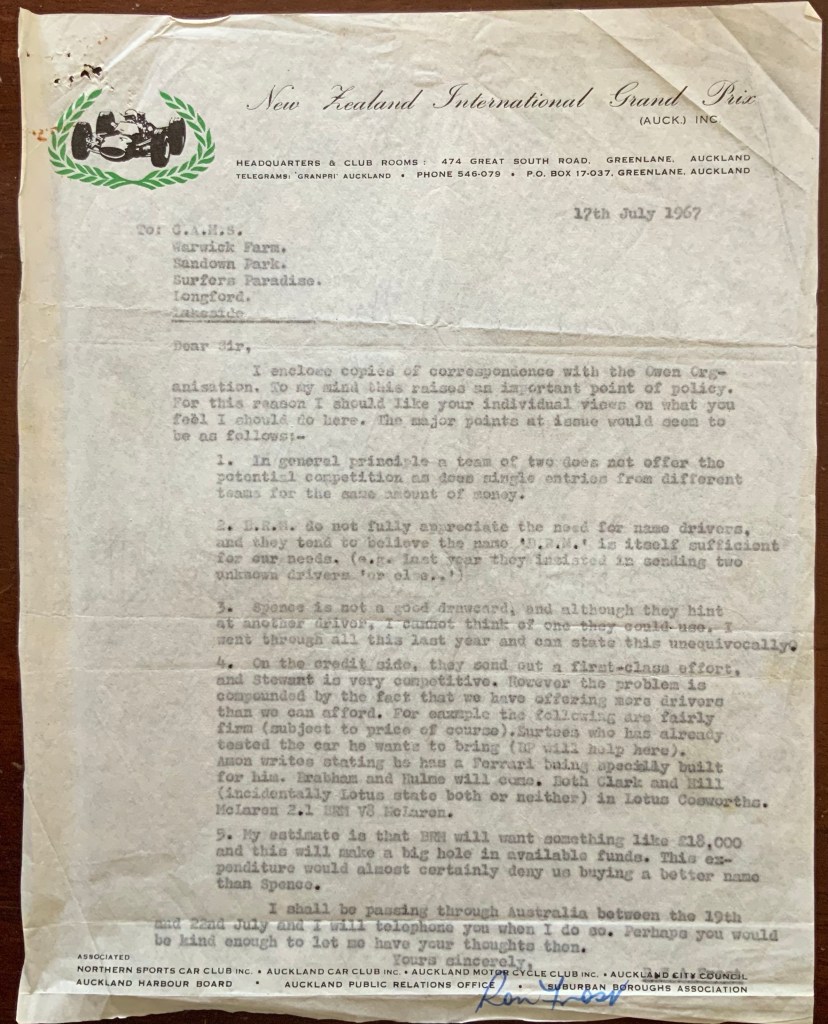 New Zealand International Grand Prix
(AUCK.) INC
HEADQUARTERS & CLUB ROOMS : 474 GREAT SOUTH ROAD, GREENLANE, AUCKLAND
TELEGRAMS: 'GRANPRI' AUCKLAND • PHONE 546-079 • P.O. BOX 17-037, GREENLANE, AUCKLAND
17th July 1967
To: C.A.M.S.
Warwick Farm.
Sandown Park.
Surfers Paradise.
Longford.
Lakeside
Dear Sir,
I enclose copies of correspondence with the Owen Org-
anisation. To my mind this raises an important point of policy.
For this reason I should like your individual views on what you
feel I should do here. The major points at issue would seem to
be as follows:-
1. In general principle a team of two does not offer the
potential competition as does single entries from different
teams for the same amount of money.
2. B.R.M. do not fully appreciate the need for name drivers,
and they tend to believe the name 'B.R.M.' is itself sufficient
for our needs. (e.g. last year they insisted in sending two
unknown drivers 'or else..')
3. Spence is not a good drawcard, and although they hint
at another driver, I cannot think of one they could use. I
went through all this last year and can state this unequivocally.
4. On the credit side, they send out a first-class effort,
and Stewart is very competitive. However the problem is
compounded by the fact that we have offering more drivers
than we can afford. For example the following are fairly
firm (subject to price of course).Surtees who has already
tested the car he wants to bring (BP will help here).
Amon writes stating he has a Ferrari being specially built
for him. Brabham and Hulme will come. Both Clark and Hill
(incidentally Lotus state both or neither) in Lotus Cosworths.
McLaren 2.1 BRM V8 McLaren.
5. My estimate is that BRM will want something like £18,000
and this will make a big hole in available funds. This ex-
penditure would almost certainly deny us buying a better name
than Spence.
I shall be passing through Australia between the 19th
and 22nd July and I will telephone you when I do so. Perhaps you would
be kind enough to let me have your thoughts then.
Yours sincerely,
Ron Frost
ASSOCIATED
NORTHERN SPORTS CAR CLUB INC. • AUCKLAND CAR CLUB INC. • AUCKLAND MOTOR CYCLE CLUB INC. • AUCKLAND CITY COUNCIL
AUCKLAND HARBOUR BOARD • AUCKLAND PUBLIC RELATIONS OFFICE • SUBURBAN BOROUGHS ASSOCIATION